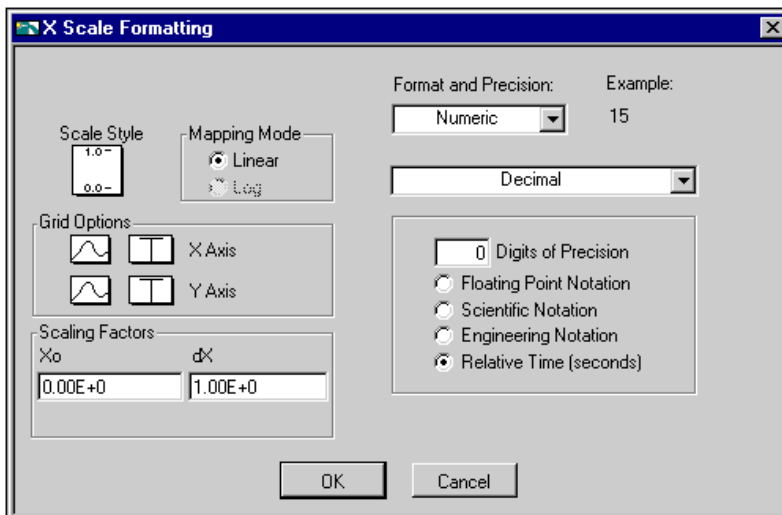 X Scale Formatting
Format and Precision:
Example:
Numeric
15
Scale Style
1.0
0.0
Mapping Mode
Linear
Log
Decimal
Grid Options
X Axis
Y Axis
0 Digits of Precision
Floating Point Notation
Scientific Notation
Engineering Notation
Relative Time (seconds)
Scaling Factors
Xo
dX
0.00E+0
1.00E+0
OK
Cancel